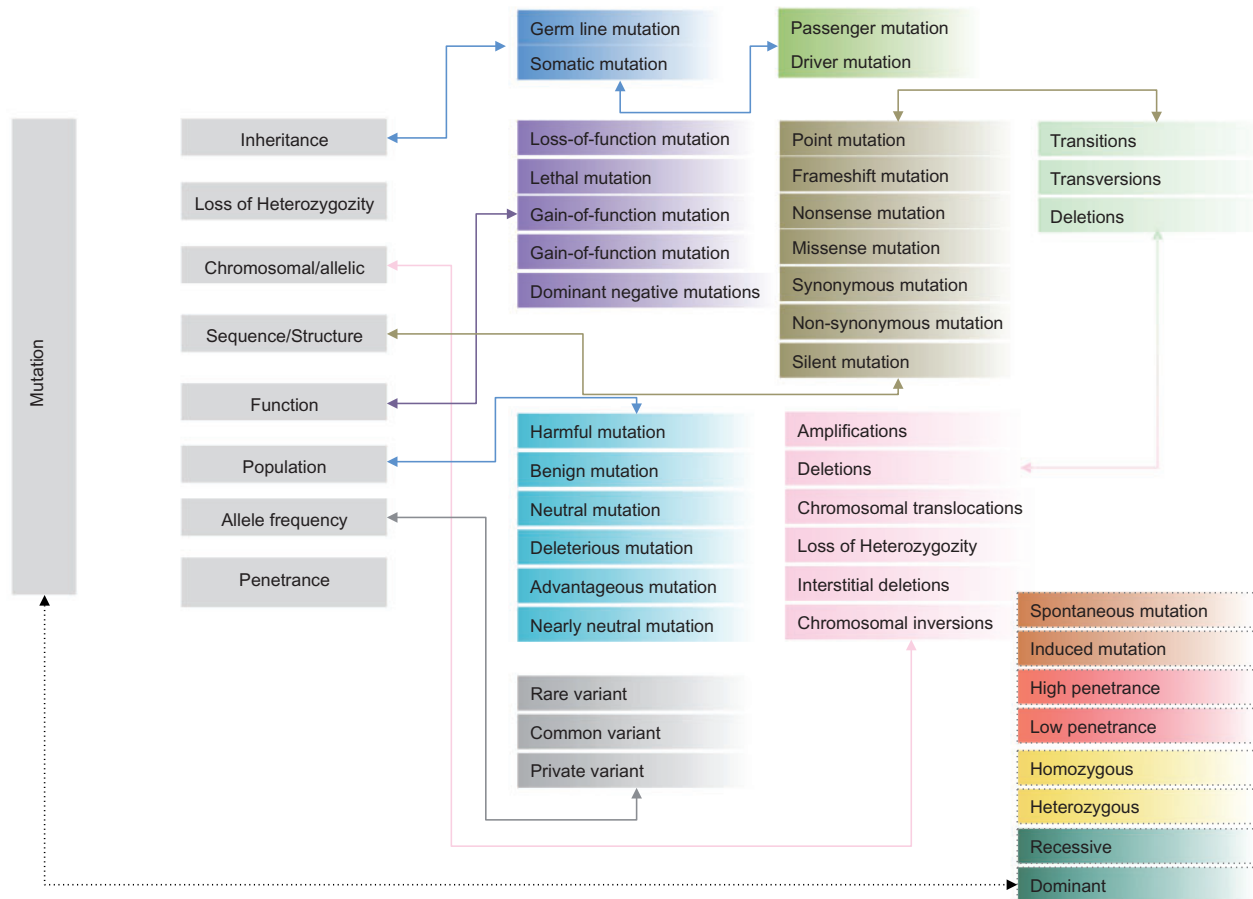 Mutation
Inheritance
Loss of Heterozygozity
Chromosomal/allelic
Sequence/Structure
Function
Population
Allele frequency
Penetrance
Germ line mutation
Somatic mutation
Passenger mutation
Driver mutation
Loss-of-function mutation
Lethal mutation
Gain-of-function mutation
Gain-of-function mutation
Dominant negative mutations
Point mutation
Frameshift mutation
Nonsense mutation
Missense mutation
Synonymous mutation
Non-synonymous mutation
Silent mutation
Transitions
Transversions
Deletions
Harmful mutation
Benign mutation
Neutral mutation
Deleterious mutation
Advantageous mutation
Nearly neutral mutation
Amplifications
Deletions
Chromosomal translocations
Loss of Heterozygozity
Interstitial deletions
Chromosomal inversions
Rare variant
Common variant
Private variant
Spontaneous mutation
Induced mutation
High penetrance
Low penetrance
Homozygous
Heterozygous
Recessive
Dominant